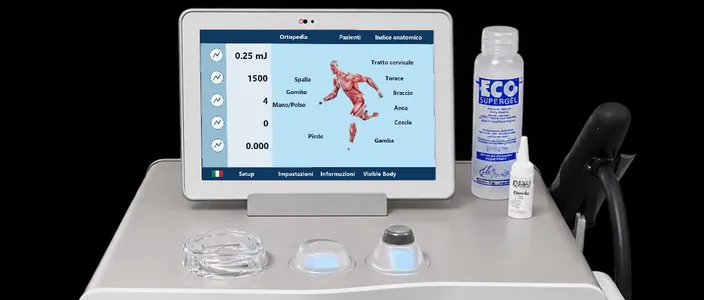 Ortopedia Pazienti Indice anatomico
0.25 mJ
1500
4
0
0.000
Tratto cervicale
Spalla
Torace
Gomito
Braccio
Mano/Polso
Anca
Coscia
Piede
Gamba
Setup Impostazioni Informazioni Visible Body
ECO
SUPERGEL